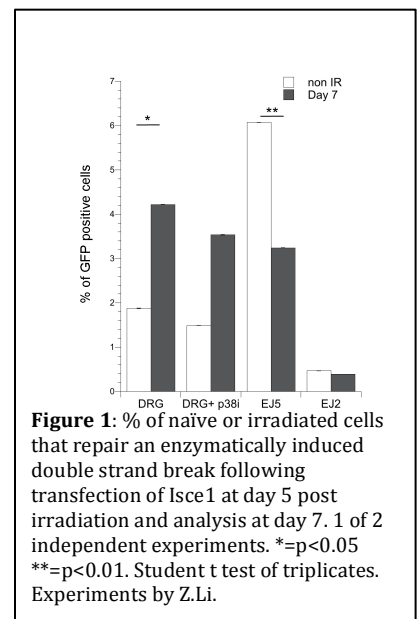 non IR
Day 7
% of GFP positive cells
7
6
5
4
3
2
1
0
*
**
DRG
DRG+ p38i
EJ5
EJ2
Figure 1: % of naïve or irradiated cells
that repair an enzymatically induced
double strand break following
transfection of Isce1 at day 5 post
irradiation and analysis at day 7. 1 of 2
independent experiments. *=p<0.05
**=p<0.01. Student t test of triplicates.
Experiments by Z.Li.